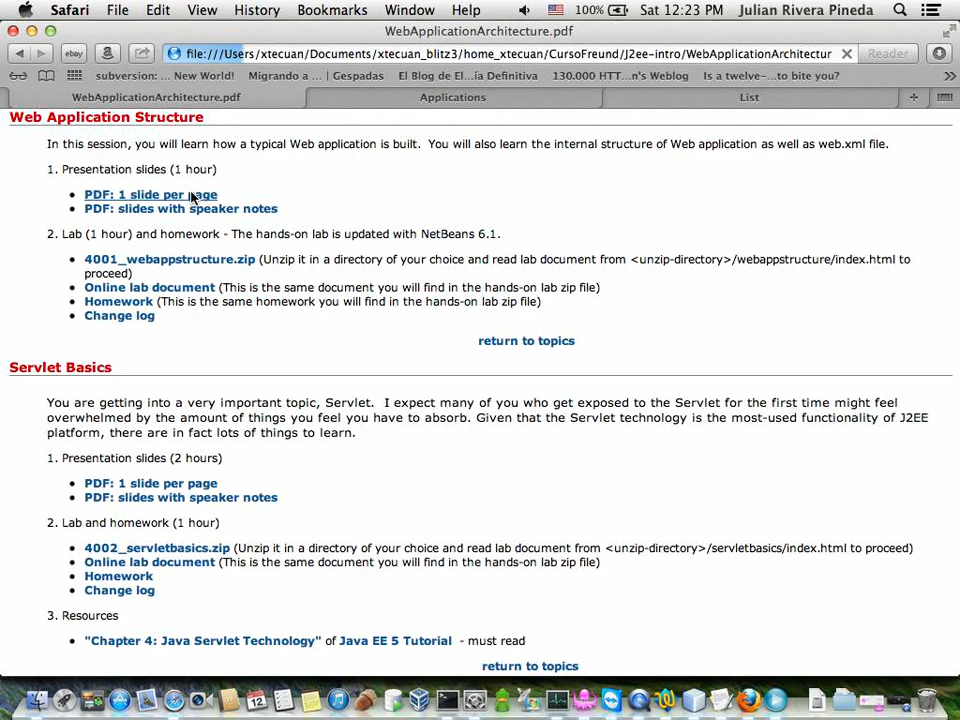 Safari File Edit View History Bookmarks Window Help 100% Sat 12:23 PM Julian Rivera Pineda
WebApplicationArchitecture.pdf
ebay file:///Users/xtecuan/Documents/xtecuan_blitz3/home_xtecuan/CursoFreund/J2ee-intro/WebApplicationArchitectur Reader
subversion: ... New World! Migrando a ... | Gespadas El Blog de El...ía Definitiva 130.000 HTT...n's Weblog Is a twelve-...to bite you?
WebApplicationArchitecture.pdf Applications List
Web Application Structure
In this session, you will learn how a typical Web application is built. You will also learn the internal structure of Web application as well as web.xml file.
1. Presentation slides (1 hour)
• PDF: 1 slide per page
• PDF: slides with speaker notes
2. Lab (1 hour) and homework - The hands-on lab is updated with NetBeans 6.1.
• 4001_webappstructure.zip (Unzip it in a directory of your choice and read lab document from <unzip-directory>/webappstructure/index.html to
proceed)
• Online lab document (This is the same document you will find in the hands-on lab zip file)
• Homework (This is the same homework you will find in the hands-on lab zip file)
• Change log
return to topics
Servlet Basics
You are getting into a very important topic, Servlet. I expect many of you who get exposed to the Servlet for the first time might feel
overwhelmed by the amount of things you feel you have to absorb. Given that the Servlet technology is the most-used functionality of J2EE
platform, there are in fact lots of things to learn.
1. Presentation slides (2 hours)
• PDF: 1 slide per page
• PDF: slides with speaker notes
2. Lab and homework (1 hour)
• 4002_servletbasics.zip (Unzip it in a directory of your choice and read lab document from <unzip-directory>/servletbasics/index.html to proceed)
• Online lab document (This is the same document you will find in the hands-on lab zip file)
• Homework
• Change log
3. Resources
• "Chapter 4: Java Servlet Technology" of Java EE 5 Tutorial - must read
return to topics
12